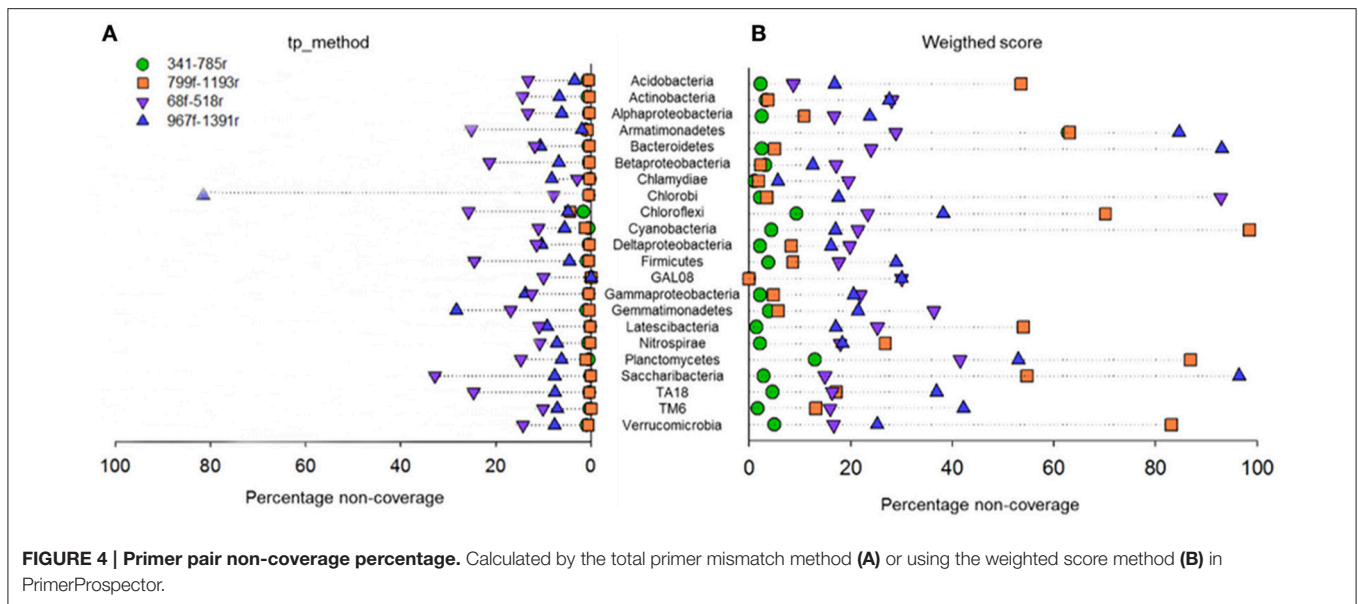 A
B
tp_method
Weigthed score
341-785r
799f-1193r
68f-518r
967f-1391r
Acidobacteria
Actinobacteria
Alphaproteobacteria
Armatimonadetes
Bacteroidetes
Betaproteobacteria
Chlamydiae
Chlorobi
Chloroflexi
Cyanobacteria
Deltaproteobacteria
Firmicutes
GAL08
Gammaproteobacteria
Gemmatimonadetes
Latescibacteria
Nitrospirae
Planctomycetes
Saccharibacteria
TA18
TM6
Verrucomicrobia
100 80 60 40 20 0
0 20 40 60 80 100
Percentage non-coverage
Percentage non-coverage
FIGURE 4 | Primer pair non-coverage percentage. Calculated by the total primer mismatch method (A) or using the weighted score method (B) in
PrimerProspector.